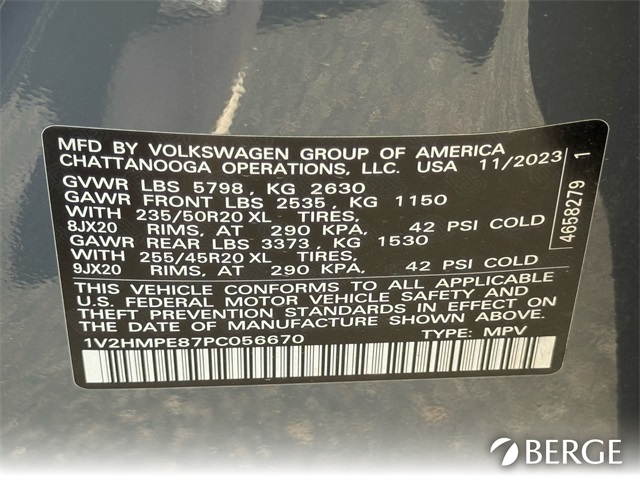 MFD BY VOLKSWAGEN GROUP OF AMERICA
CHATTANOOGA OPERATIONS, LLC. USA 11/2023
GVWR LBS 5798 , KG 2630
GAWR FRONT LBS 2535 , KG 1150
WITH 235/50R20 XL TIRES,
8JX20 RIMS, AT 290 KPA, 42 PSI COLD
GAWR REAR LBS 3373 , KG 1530
WITH 255/45R20 XL TIRES,
9JX20 RIMS, AT 290 KPA, 42 PSI COLD
THIS VEHICLE CONFORMS TO ALL APPLICABLE
U.S. FEDERAL MOTOR VEHICLE SAFETY AND
THEFT PREVENTION STANDARDS IN EFFECT ON
THE DATE OF MANUFACTURE SHOWN ABOVE.
1V2HMPE87PC056670 TYPE: MPV
4658279 1
BERGE